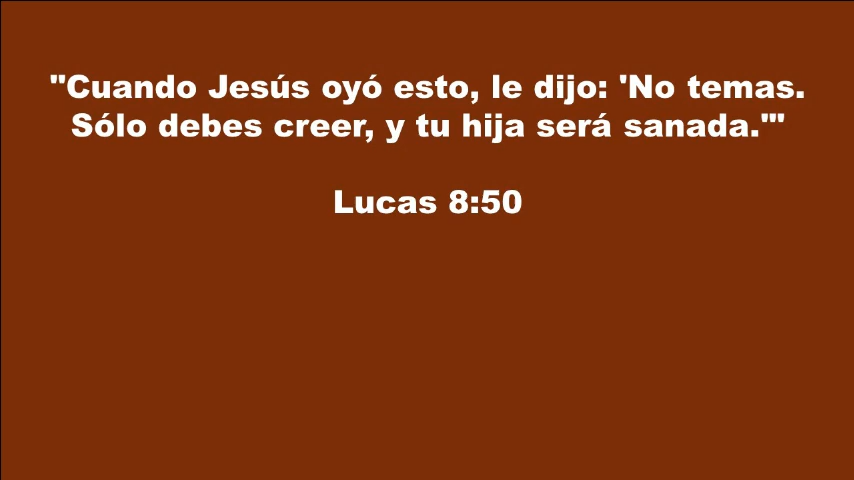 "Cuando Jesús oyó esto, le dijo: 'No temas.
Sólo debes creer, y tu hija será sanada.'"
Lucas 8:50